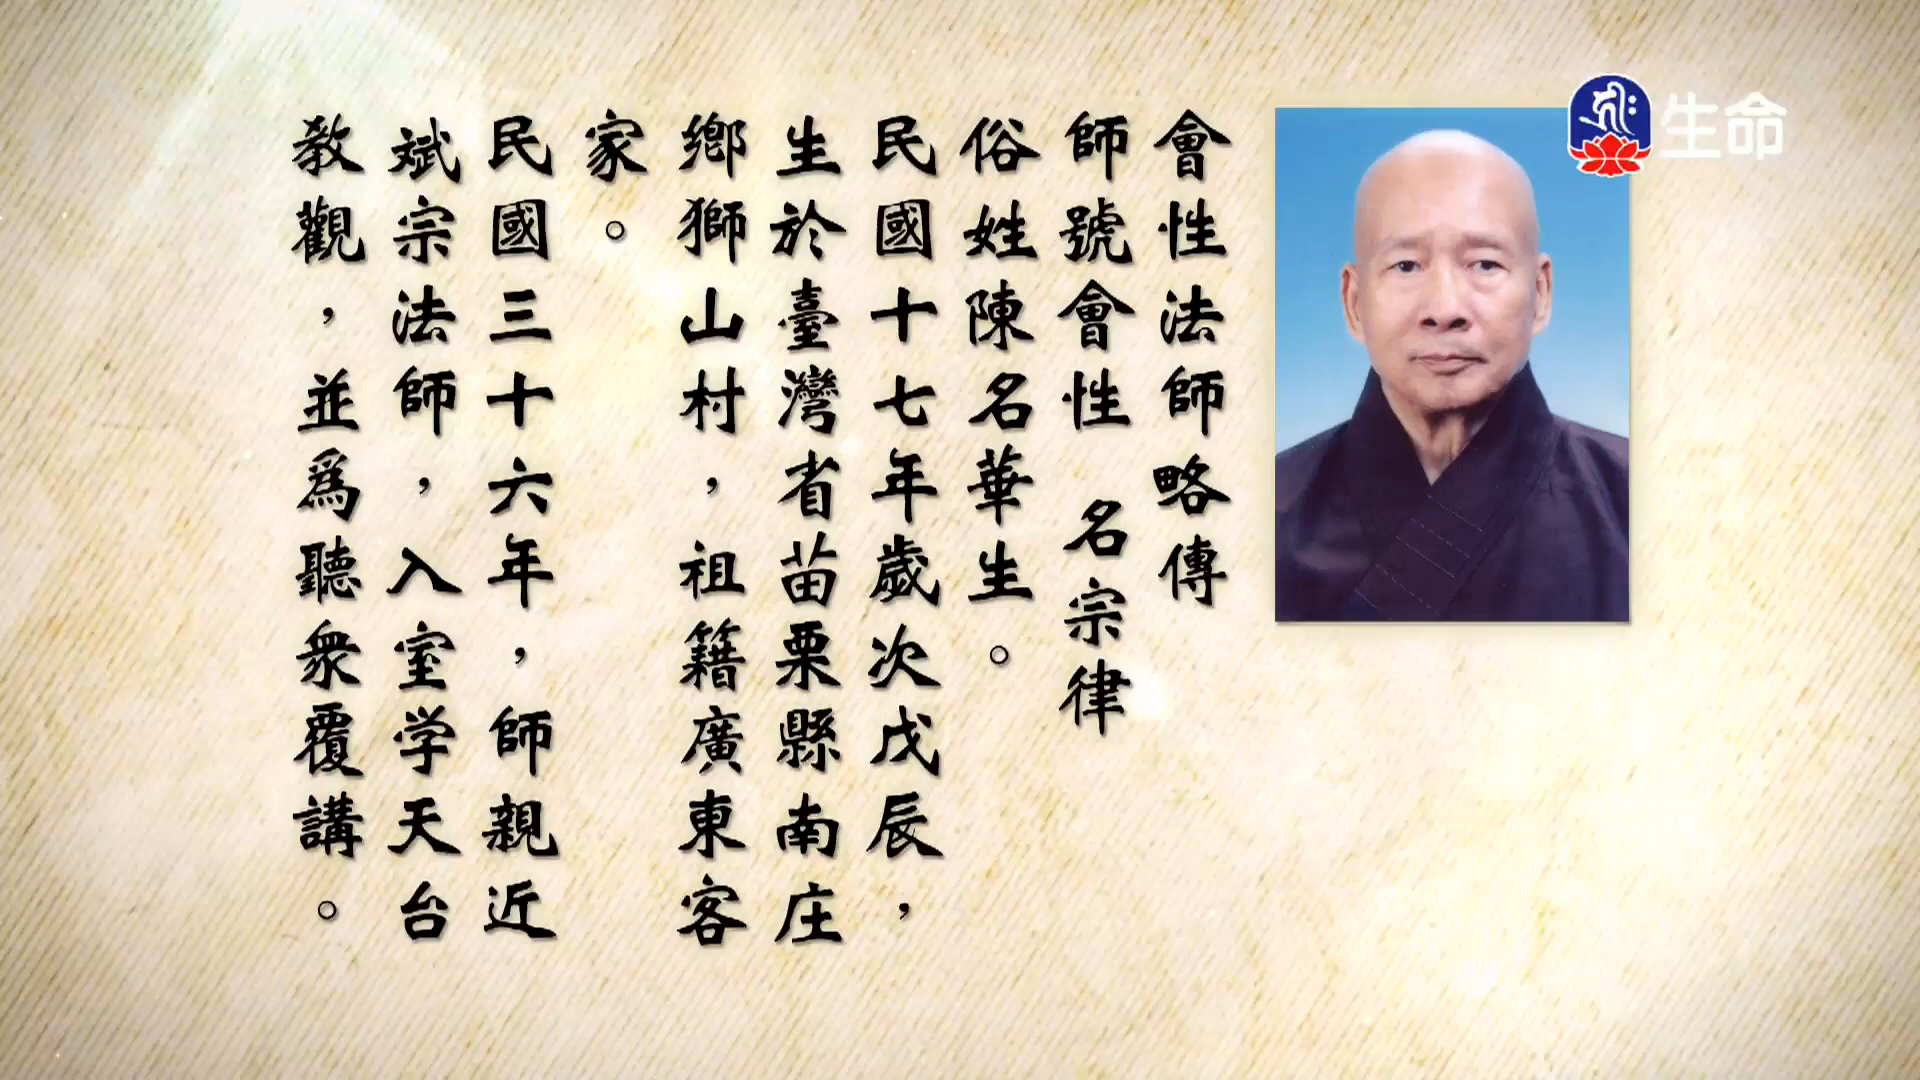 會性法師略傳
師號會性 名宗律
俗姓陳名華生。
民國十七年歲次戊辰，
生於臺灣省苗栗縣南庄
鄉獅山村，祖籍廣東客
家。
民國三十六年，師親近
斌宗法師，入室学天台
教觀，並爲聽衆覆講。
生命